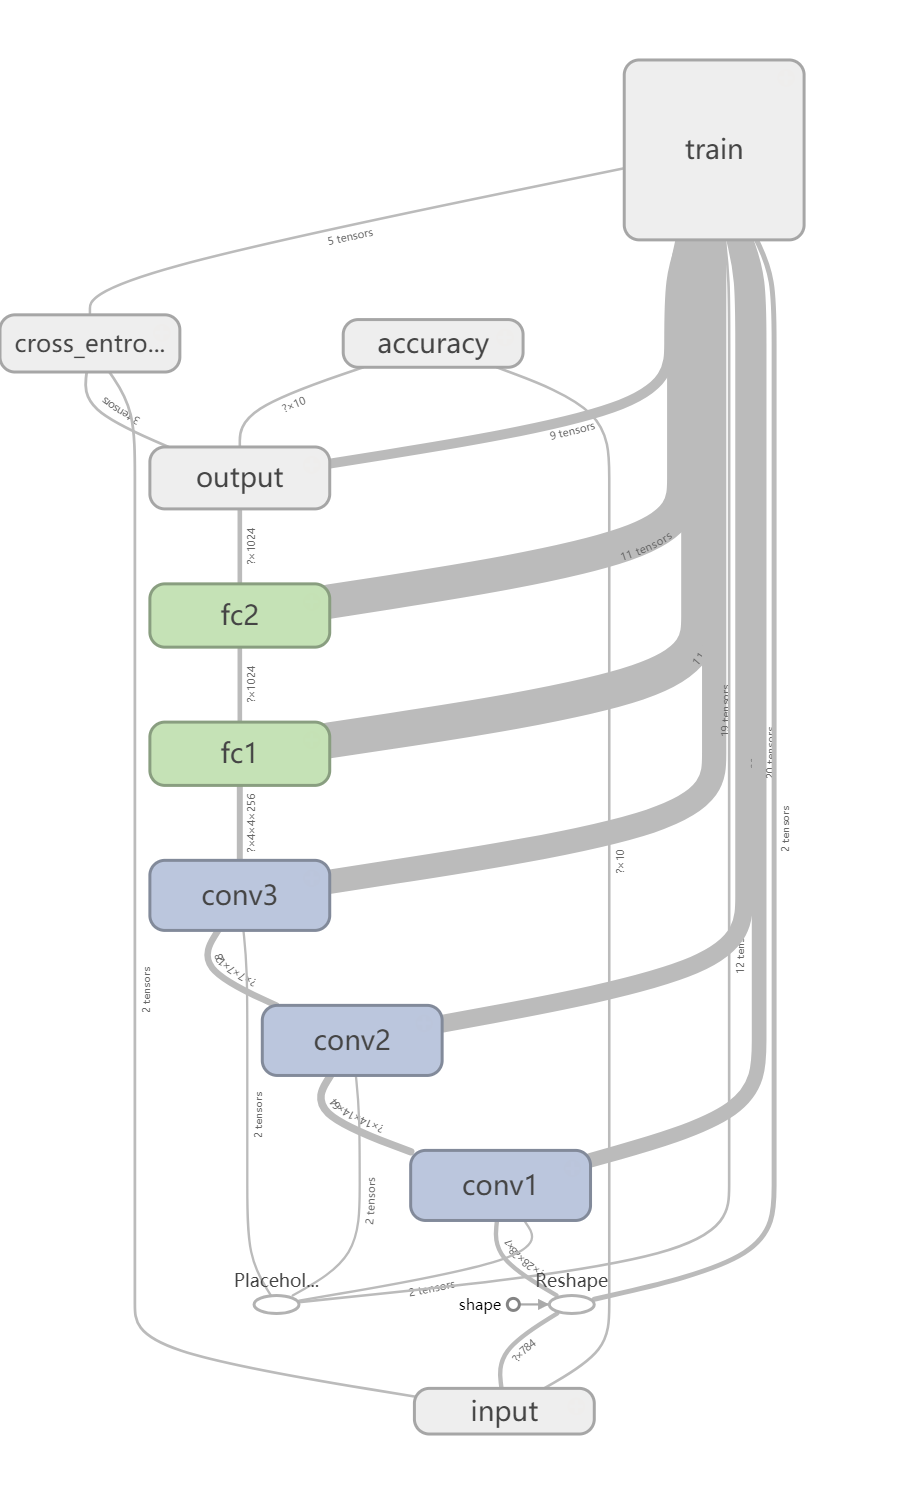 train
5 tensors
cross_entro...
accuracy
3 tensors
?×10
9 tensors
output
?×1024
11 tensors
fc2
?×1024
11
fc1
19 tensors
20 tensors
?×4×4×256
2 tensors
?×10
conv3
12 tens
?×7×7×128
2 tensors
conv2
2 tensors
?×14×14×64
2 tensors
conv1
?×28×28×1
Placehol...
Reshape
2 tensors
shape
?×784
input